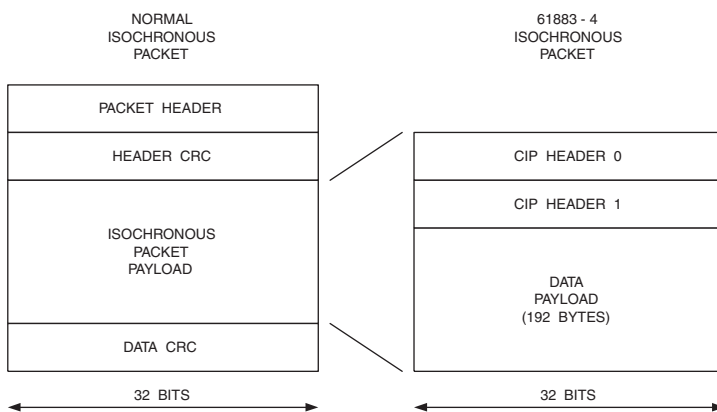 NORMAL
ISOCHRONOUS
PACKET
PACKET HEADER
HEADER CRC
ISOCHRONOUS
PACKET
PAYLOAD
DATA CRC
32 BITS
61883 - 4
ISOCHRONOUS
PACKET
CIP HEADER 0
CIP HEADER 1
DATA
PAYLOAD
(192 BYTES)
32 BITS